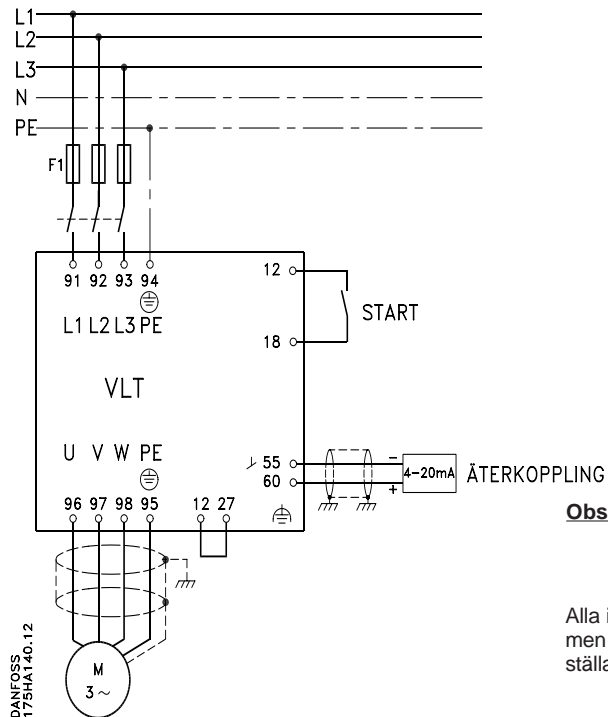 L1
L2
L3
N
PE
F1
91 92 93 94
L1 L2 L3 PE
12
START
18
VLT
U V W PE
55 -
4-20mA ÄTERKOPPLING
60 +
96 97 98 95 12 27
Obs
Alla i
men
ställa
M
3~
DANFOSS
175HA140.12